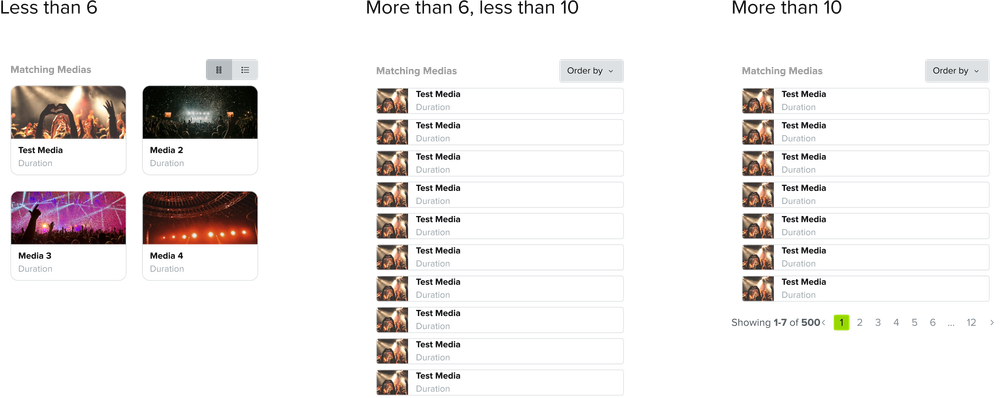 Less than 6
Matching Medias
Test Media
Duration
Media 2
Duration
Media 3
Duration
Media 4
Duration
More than 6, less than 10
Matching Medias
Order by
Test Media
Duration
Test Media
Duration
Test Media
Duration
Test Media
Duration
Test Media
Duration
Test Media
Duration
Test Media
Duration
Test Media
Duration
Test Media
Duration
Test Media
Duration
More than 10
Matching Medias
Order by
Test Media
Duration
Test Media
Duration
Test Media
Duration
Test Media
Duration
Test Media
Duration
Test Media
Duration
Test Media
Duration
Showing 1-7 of 500 ‹ 1 2 3 4 5 6 ... 12 ›